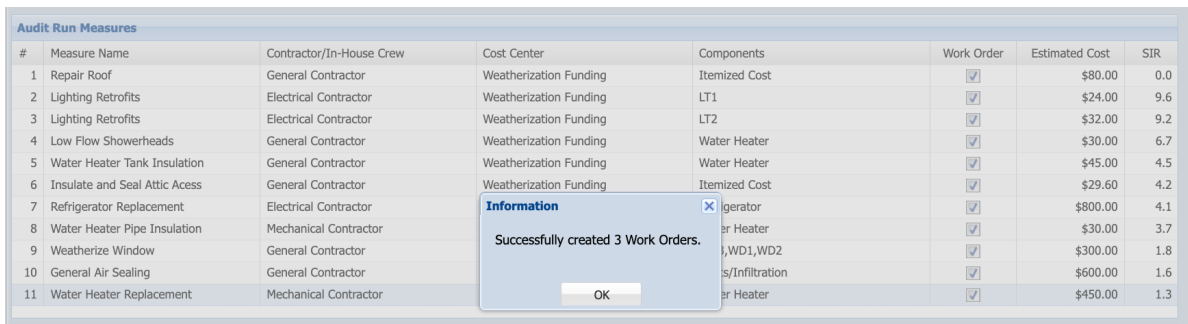 Audit Run Measures
# Measure Name Contractor/In-House Crew Cost Center Components Work Order Estimated Cost SIR
1 Repair Roof General Contractor Weatherization Funding Itemized Cost $80.00 0.0
2 Lighting Retrofits Electrical Contractor Weatherization Funding LT1 $24.00 9.6
3 Lighting Retrofits Electrical Contractor Weatherization Funding LT2 $32.00 9.2
4 Low Flow Showerheads General Contractor Weatherization Funding Water Heater $30.00 6.7
5 Water Heater Tank Insulation General Contractor Weatherization Funding Water Heater $45.00 4.5
6 Insulate and Seal Attic Acess General Contractor Weatherization Funding Itemized Cost $29.60 4.2
7 Refrigerator Replacement Electrical Contractor gerator $800.00 4.1
8 Water Heater Pipe Insulation Mechanical Contractor er Heater $30.00 3.7
9 Weatherize Window General Contractor ,WD1,WD2 $300.00 1.8
10 General Air Sealing General Contractor s/Infiltration $600.00 1.6
11 Water Heater Replacement Mechanical Contractor er Heater $450.00 1.3
Information
Successfully created 3 Work Orders.
OK